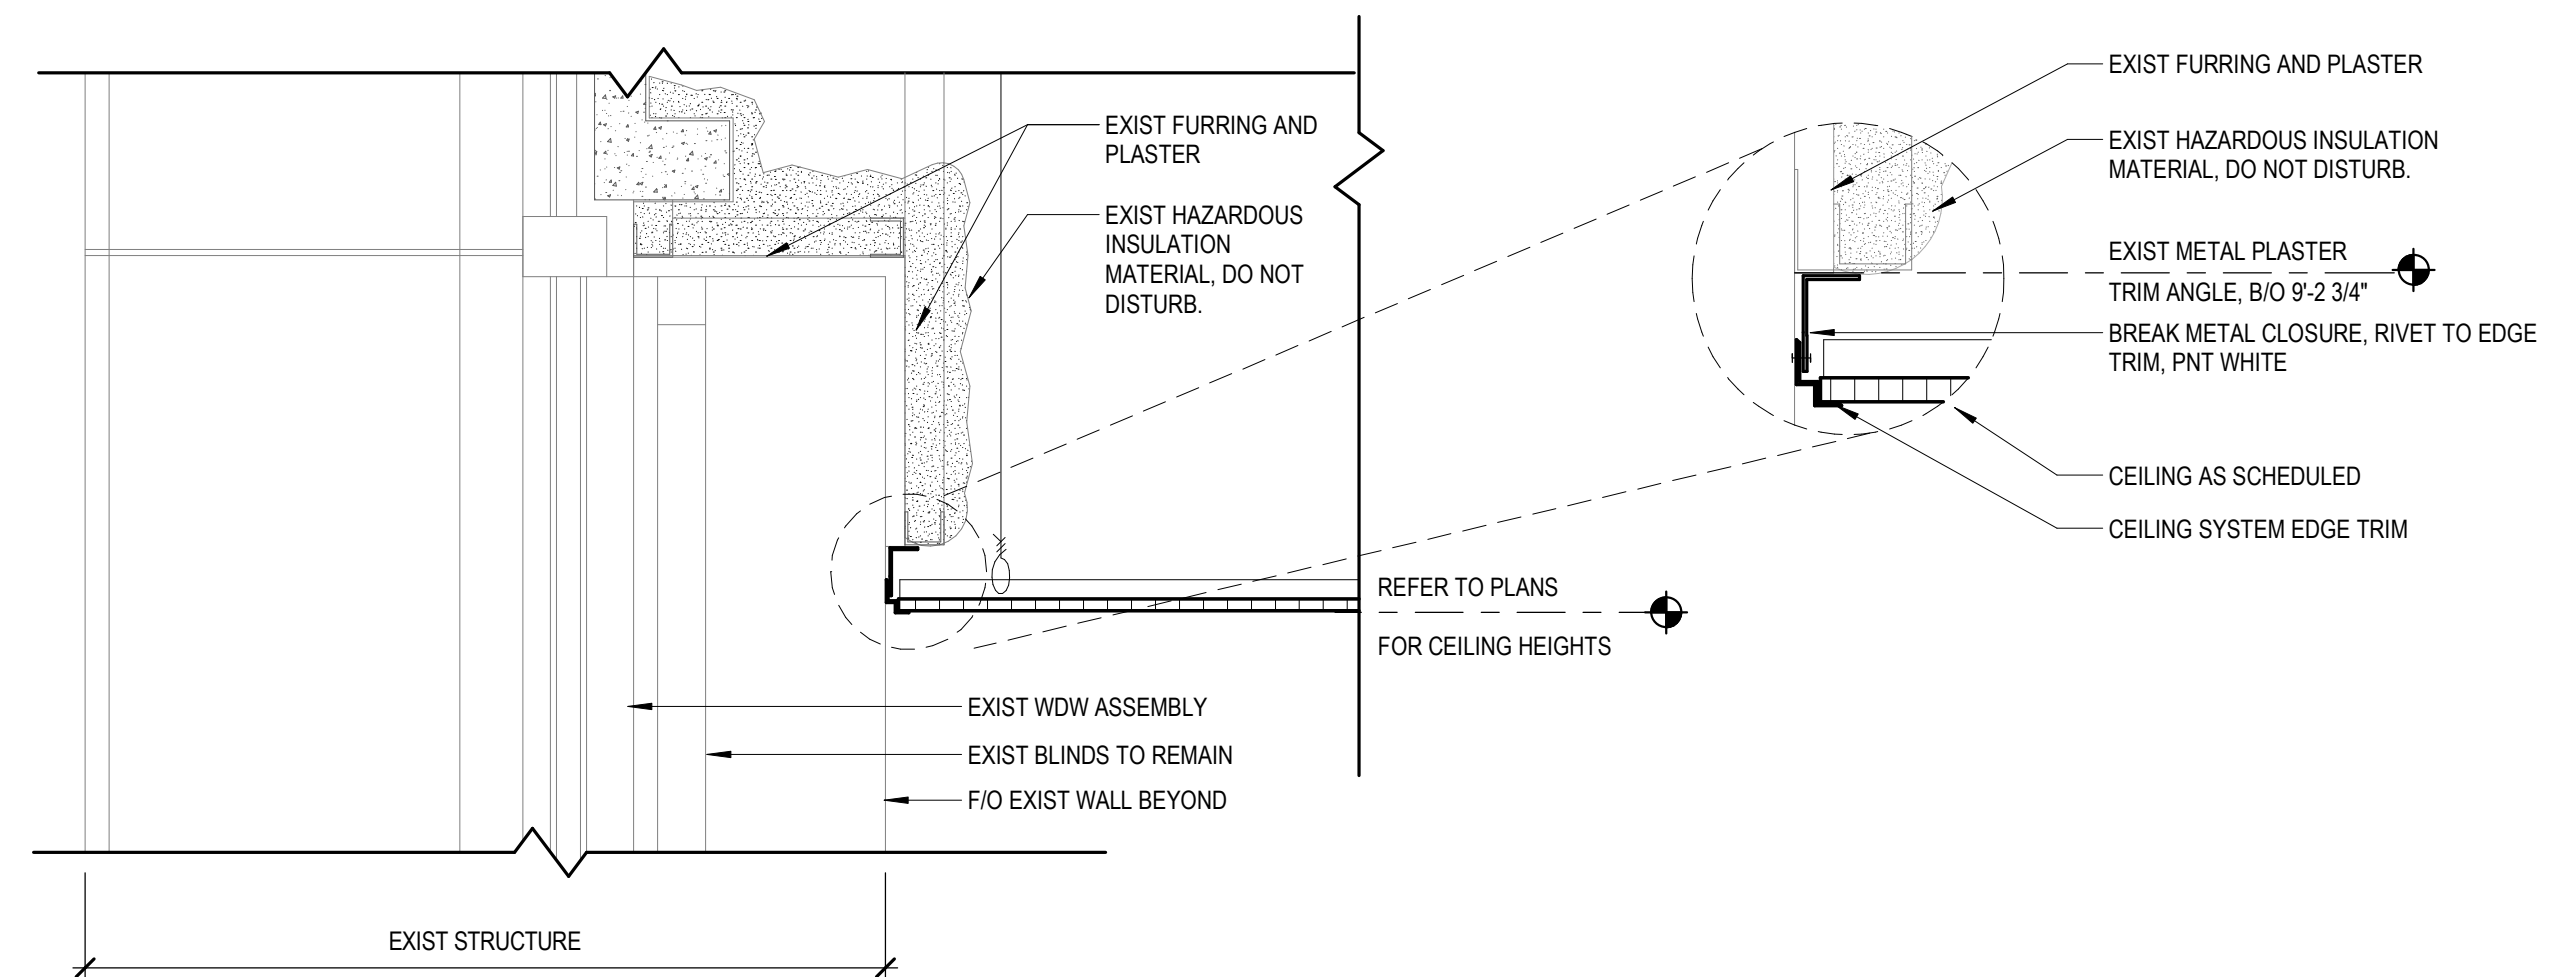 EXIST FURRING AND
PLASTER
EXIST HAZARDOUS
INSULATION
MATERIAL, DO NOT
DISTURB.
EXIST WDW ASSEMBLY
EXIST BLINDS TO REMAIN
F/O EXIST WALL BEYOND
EXIST STRUCTURE
REFER TO PLANS
FOR CEILING HEIGHTS
EXIST FURRING AND PLASTER
EXIST HAZARDOUS INSULATION
MATERIAL, DO NOT DISTURB.
EXIST METAL PLASTER
TRIM ANGLE, B/O 9'-2 3/4"
BREAK METAL CLOSURE, RIVET TO EDGE
TRIM, PNT WHITE
CEILING AS SCHEDULED
CEILING SYSTEM EDGE TRIM